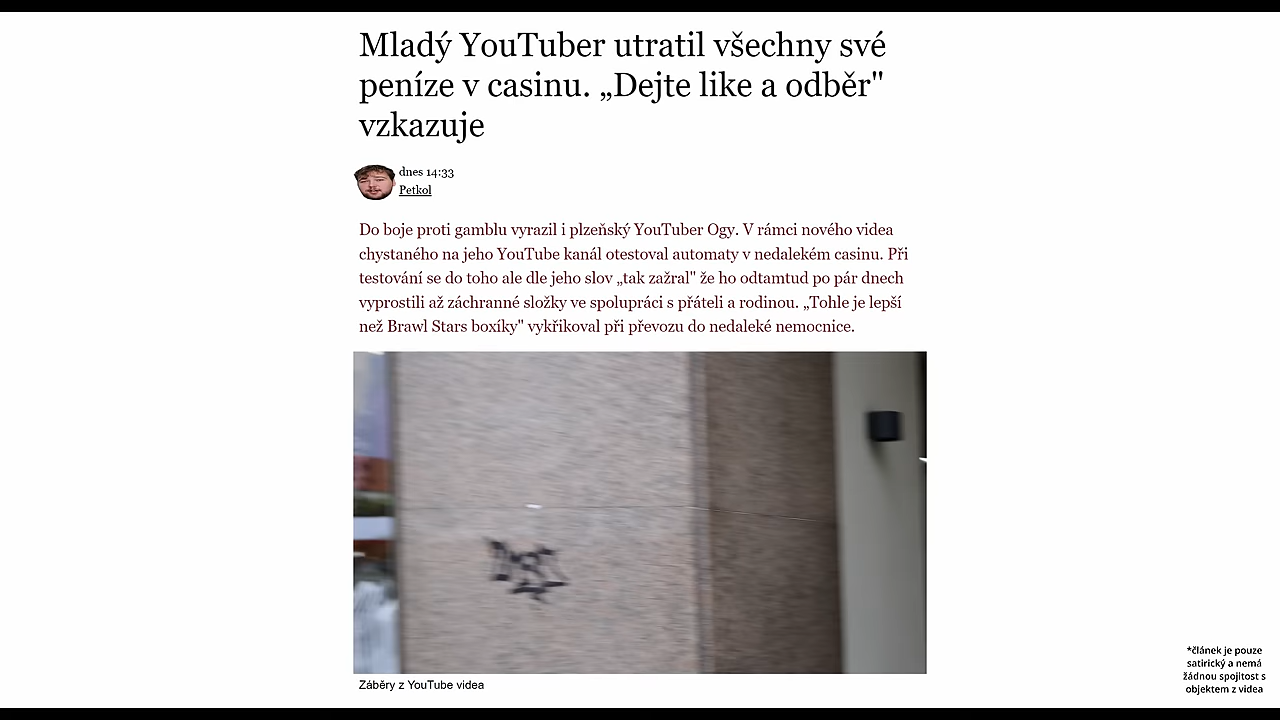 Mladý YouTuber utratil všechny své
peníze v casinu. „Dejte like a odběr"
vzkazuje
dnes 14:33
Petkol
Do boje proti gamblu vyrazil i plzeňský YouTuber Ogy. V rámci nového videa
chystaného na jeho YouTube kanál otestoval automaty v nedalekém casinu. Při
testování se do toho ale dle jeho slov „tak zažral" že ho odtamtud po pár dnech
vyprostili až záchranné složky ve spolupráci s přáteli a rodinou. „Tohle je lepší
než Brawl Stars boxíky" vykřikoval při převozu do nedaleké nemocnice.
Záběry z YouTube videa
*článek je pouze
satirický a nemá
žádnou spojitost s
objektem z videa